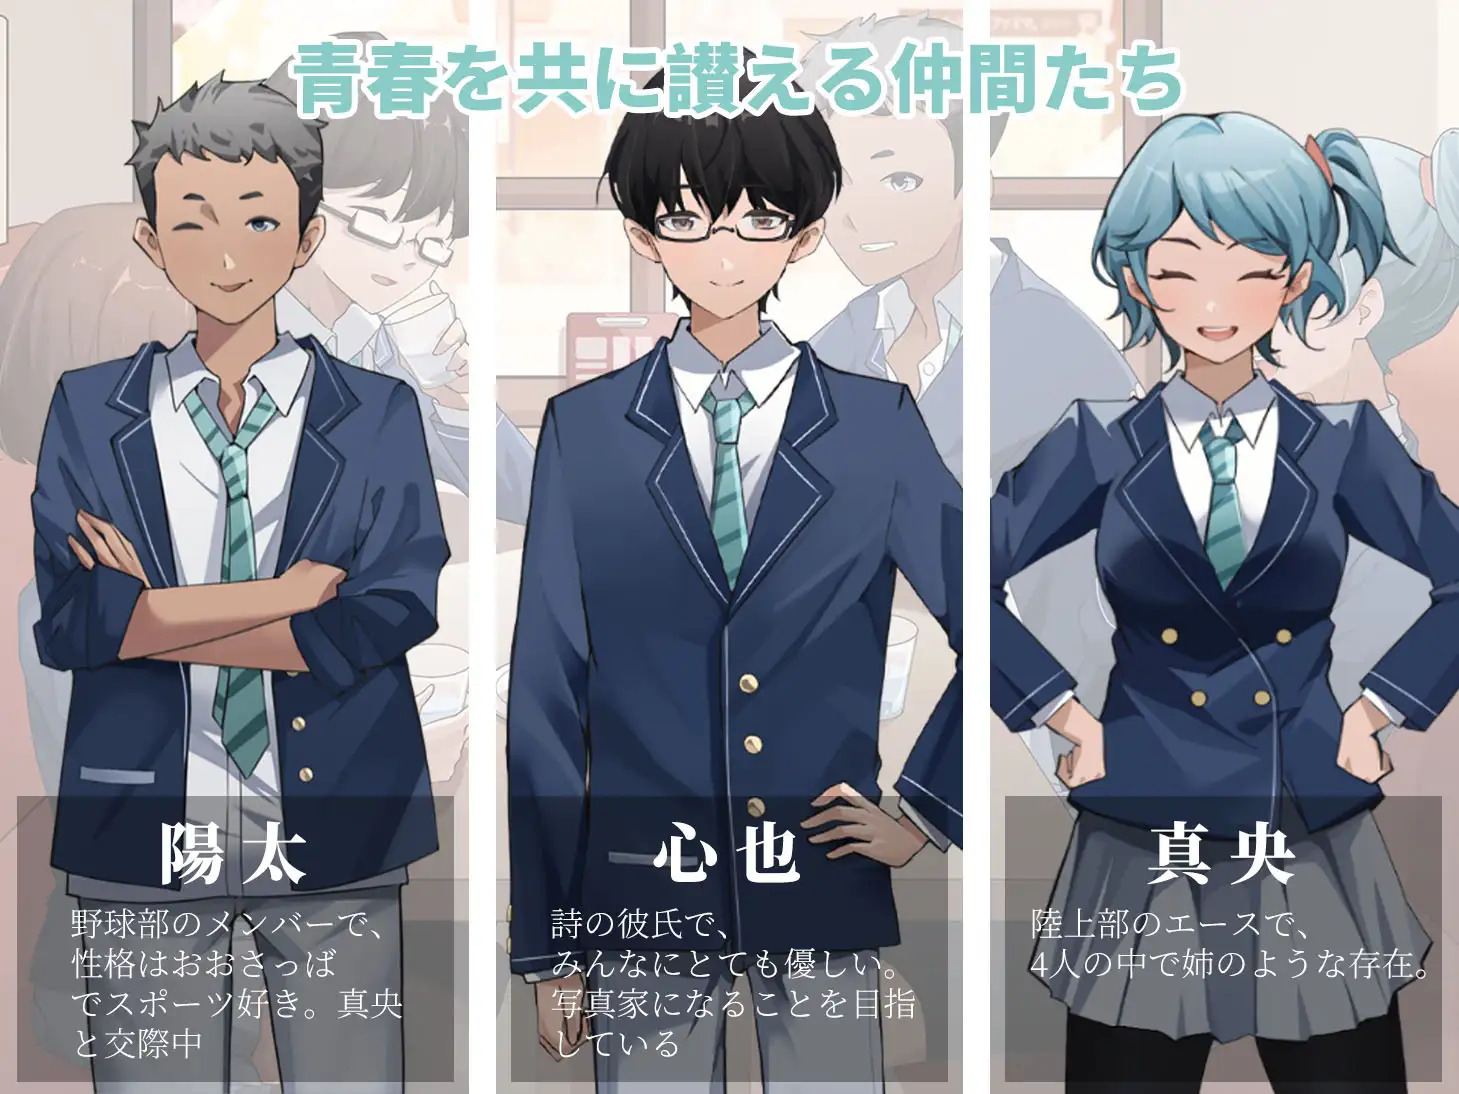 青春を共に讃える仲間たち
陽太
野球部のメンバーで、
性格はおおさっぱ
でスポーツ好き。真央
と交際中
心也
詩の彼氏で、
みんなにとても優しい。
写真家になることを目指
している
真央
陸上部のエースで、
4人の中で姉のような存在。